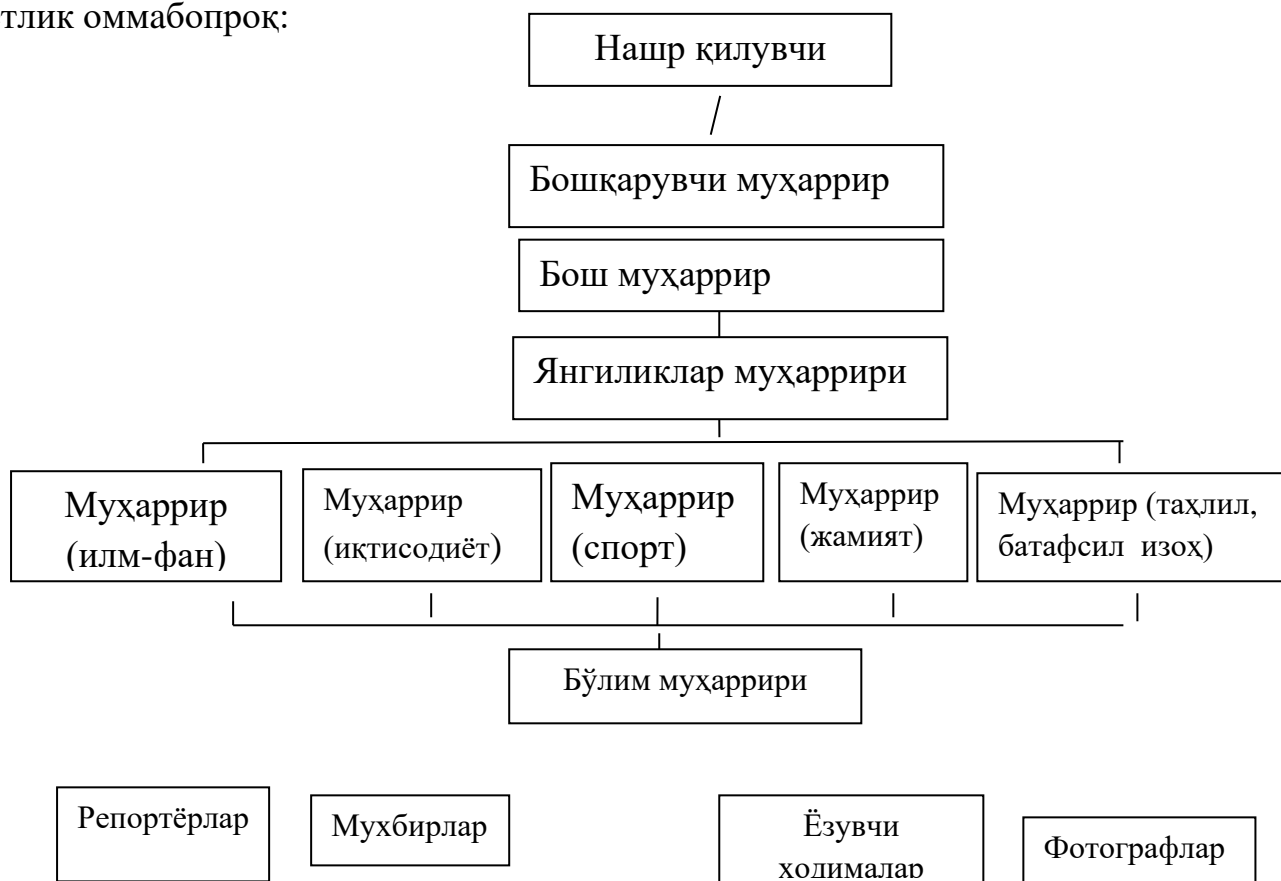 тлик оммабопроқ:
Нашр қилувчи
Бошқарувчи муҳаррир
Бош муҳаррир
Янгиликлар муҳаррири
Муҳаррир
(илм-фан)
Муҳаррир
(иқтисодиёт)
Муҳаррир
(спорт)
Муҳаррир
(жамият)
Муҳаррир (таҳлил,
батафсил изоҳ)
Бўлим муҳаррири
Репортёрлар
Мухбирлар
Ёзувчи
ходималар
Фотографлар